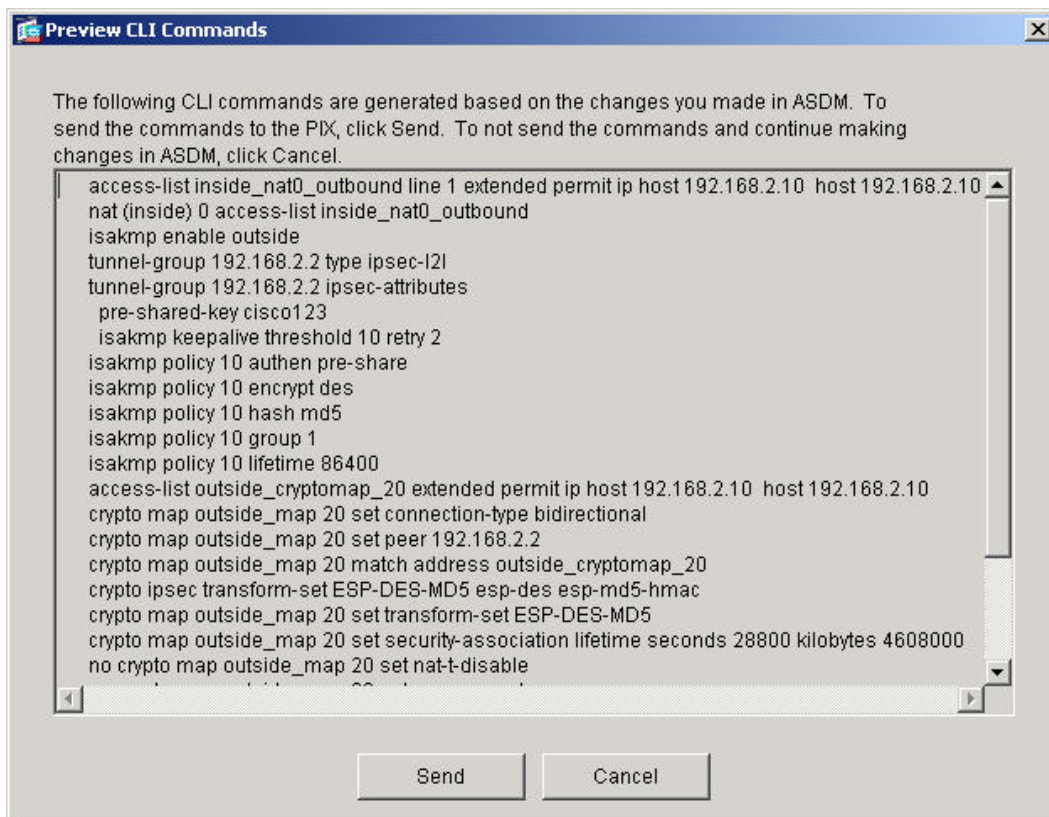 Preview CLI Commands
The following CLI commands are generated based on the changes you made in ASDM. To
send the commands to the PIX, click Send. To not send the commands and continue making
changes in ASDM, click Cancel.
access-list inside_nat0_outbound line 1 extended permit ip host 192.168.2.10 host 192.168.2.10
nat (inside) 0 access-list inside_nat0_outbound
isakmp enable outside
tunnel-group 192.168.2.2 type ipsec-l2l
tunnel-group 192.168.2.2 ipsec-attributes
pre-shared-key cisco123
isakmp keepalive threshold 10 retry 2
isakmp policy 10 authen pre-share
isakmp policy 10 encrypt des
isakmp policy 10 hash md5
isakmp policy 10 group 1
isakmp policy 10 lifetime 86400
access-list outside_cryptomap_20 extended permit ip host 192.168.2.10 host 192.168.2.10
crypto map outside_map 20 set connection-type bidirectional
crypto map outside_map 20 set peer 192.168.2.2
crypto map outside_map 20 match address outside_cryptomap_20
crypto ipsec transform-set ESP-DES-MD5 esp-des esp-md5-hmac
crypto map outside_map 20 set transform-set ESP-DES-MD5
crypto map outside_map 20 set security-association lifetime seconds 28800 kilobytes 4608000
no crypto map outside_map 20 set nat-t-disable
Send
Cancel